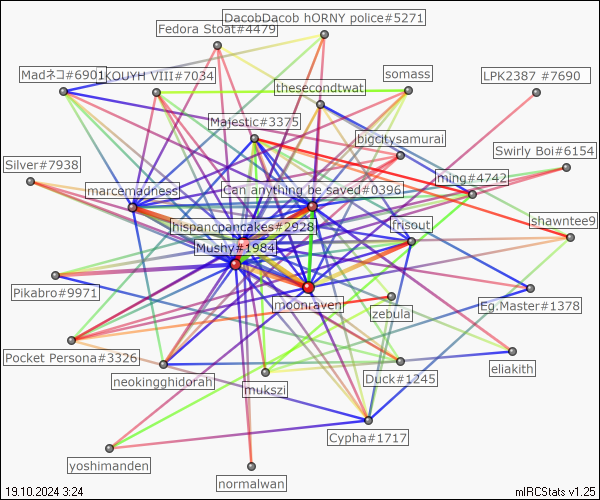 DacobDacob hORNY police#5271
Fedora Stoat#4479
Madネコ#6901
KOUYH VIII#7034
somass
LPK2387 #7690
thesecondtwat
Majestic#3375
bigcitysamurai
Swirly Boi#6154
Silver#7938
ming#4742
marcemadness
Can anything be saved#0396
shawntee9
hispancpancakes#2928
frisout
Mushy#1984
Pikabro#9971
moonraven
Eg.Master#1378
zebula
Pocket Persona#3326
eliakith
neokingghidorah
Duck#1245
mukszi
Cypha#1717
yoshimanden
normalwan
19.10.2024 3:24
mIRCStats v1.25